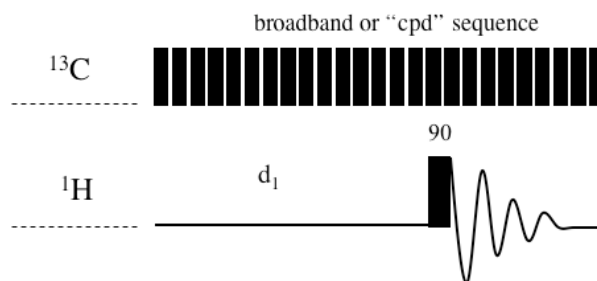 broadband or “cpd” sequence
¹³C
90
¹H
d₁